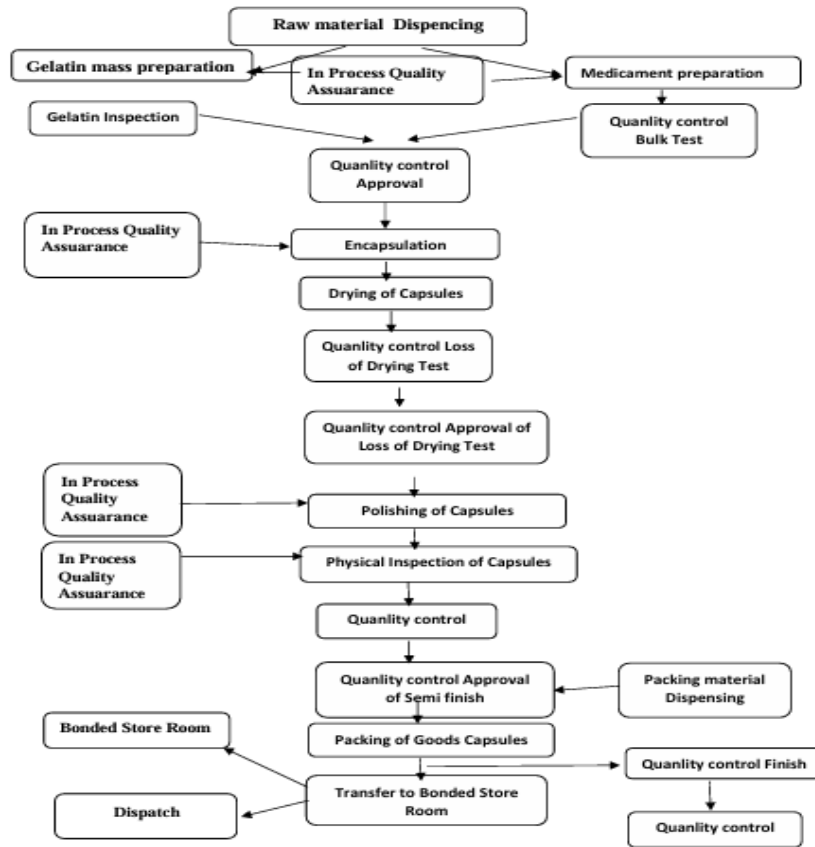 Raw material Dispencing
Gelatin mass preparation
In Process Quality
Assuarance
Medicament preparation
Gelatin Inspection
Quanlity control
Bulk Test
Quanlity control
Approval
In Process Quality
Assuarance
Encapsulation
Drying of Capsules
Quanlity control Loss
of Drying Test
Quanlity control Approval of
Loss of Drying Test
In Process
Quality
Assuarance
Polishing of Capsules
In Process
Quality
Assuarance
Physical Inspection of Capsules
Quanlity control
Quanlity control Approval
of Semi finish
Packing material
Dispensing
Bonded Store Room
Packing of Goods Capsules
Quanlity control Finish
Transfer to Bonded Store
Room
Dispatch
Quanlity control